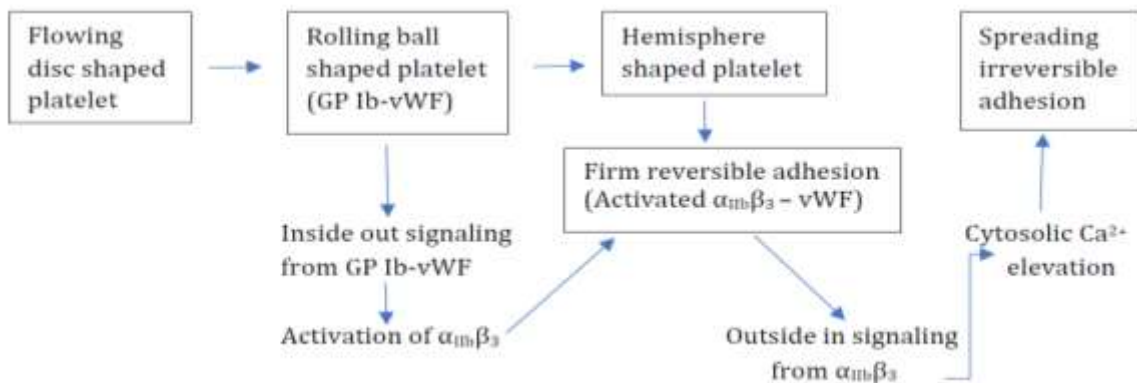 Flowing
disc shaped
platelet
Rolling ball
shaped platelet
(GP Ib-vWF)
Hemisphere
shaped platelet
Spreading
irreversible
adhesion
Firm reversible adhesion
(Activated αIIbβ3 – vWF)
Inside out signaling
from GP Ib-vWF
Cytosolic Ca²⁺
elevation
Activation of αIIbβ3
Outside in signaling
from αIIbβ3